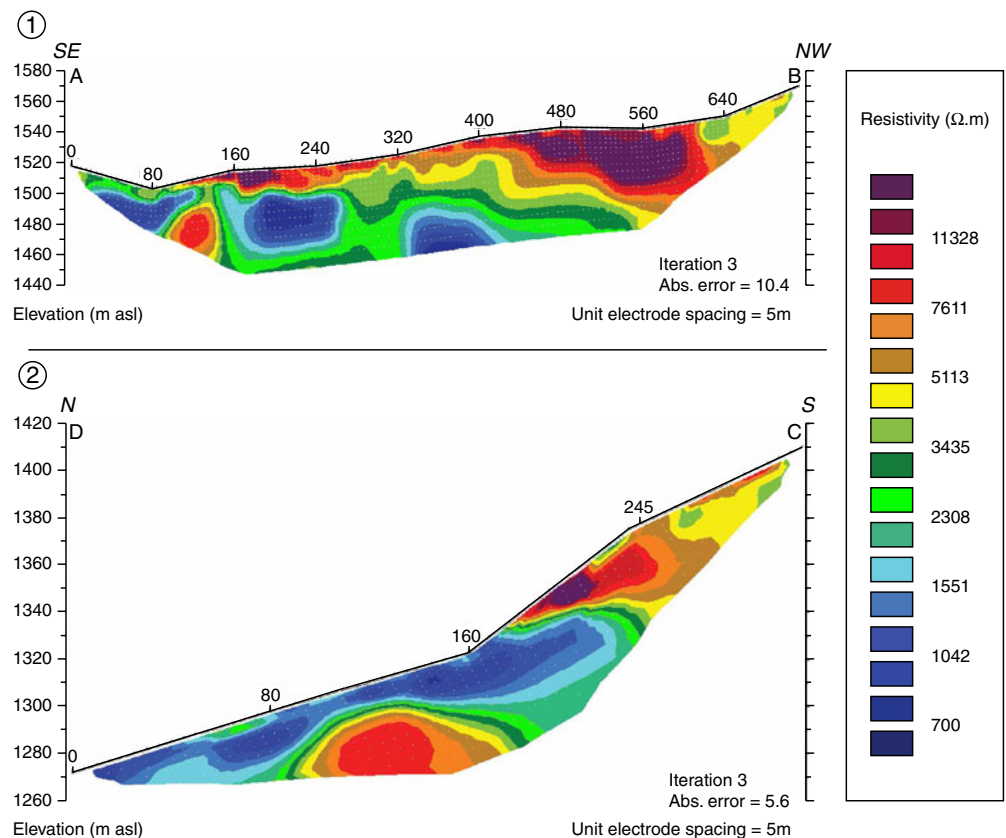 1
SE
NW
A
B
1580
1560
1540
1520
1500
1480
1460
1440
0
80
160
240
320
400
480
560
640
Iteration 3
Abs. error = 10.4
Elevation (m asl)
Unit electrode spacing = 5m
2
N
S
D
C
1420
1400
1380
1360
1340
1320
1300
1280
1260
0
80
160
245
Iteration 3
Abs. error = 5.6
Elevation (m asl)
Unit electrode spacing = 5m
Resistivity (Ω.m)
11328
7611
5113
3435
2308
1551
1042
700